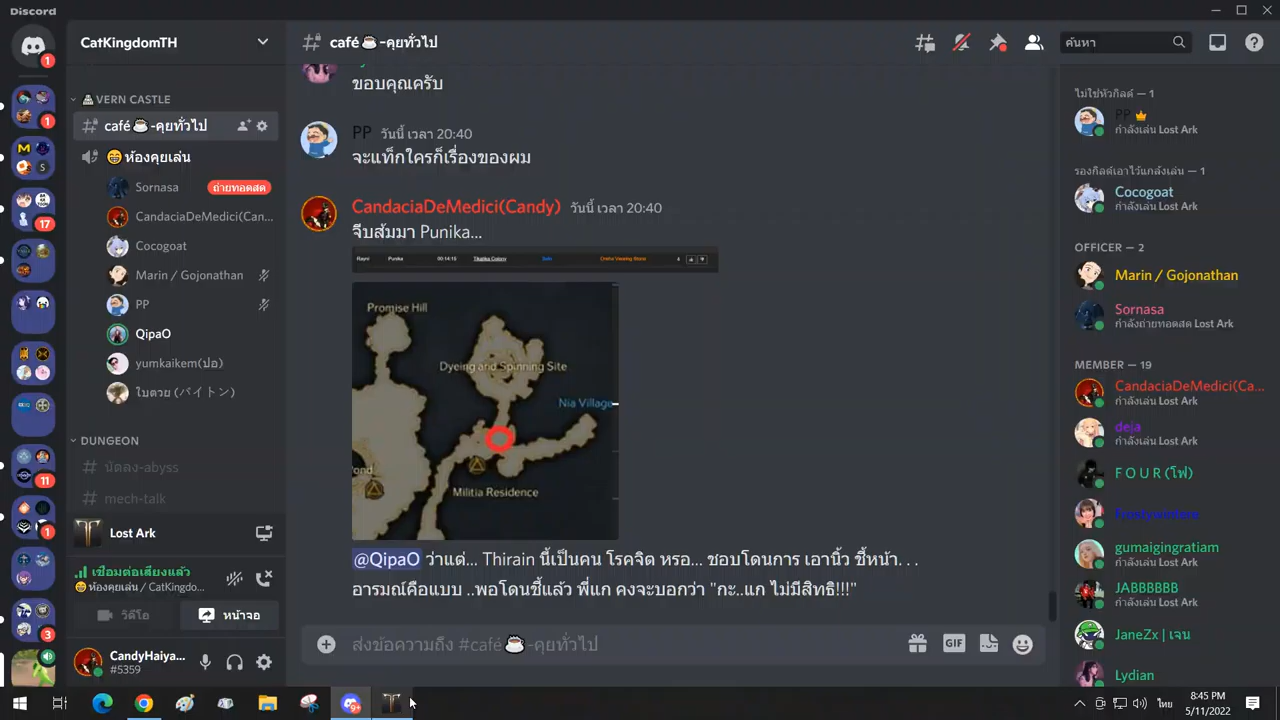 Discord
CatKingdomTH
café☕-คุยทั่วไป
ค้นหา
VERN CASTLE
café☕-คุยทั่วไป
ห้องคุยเล่น
Sornasa
ถ่ายทอดสด
CandaciaDeMedici(Can...
Cocogoat
Marin / Gojonathan
PP
QipaO
yumkaikem(ปอ)
ใบตวย (バイトン)
DUNGEON
นัดลง-abyss
mech-talk
Lost Ark
เชื่อมต่อเสียงแล้ว
ห้องคุยเล่น / CatKingdo...
วิดีโอ
หน้าจอ
CandyHaiya...
#5359
ขอบคุณครับ
PP วันนี้ เวลา 20:40
จะแท็กใครก็เรื่องของผม
CandaciaDeMedici(Candy) วันนี้ เวลา 20:40
จีบสัมมา Punika...
Punika 00:14:19
Promise Hill
Dyeing and Spinning Site
Nia Village
ond
Militia Residence
@QipaO ว่าแต่... Thirain นี้เป็นคน โรคจิต หรอ... ชอบโดนการ เอานิ้ว ชี้หน้า. . .
อารมณ์คือแบบ ..พอโดนชี้แล้ว พี่แก คงจะบอกว่า "กะ..แก ไม่มีสิทธิ!!!"
ส่งข้อความถึง #café☕-คุยทั่วไป
GIF
ไม่ใช่หัวกิลด์ — 1
PP
กำลังเล่น Lost Ark
รองกิลด์เอาไว้แกล้งเล่น — 1
Cocogoat
กำลังเล่น Lost Ark
OFFICER — 2
Marin / Gojonathan
Sornasa
กำลังถ่ายทอดสด Lost Ark
MEMBER — 19
CandaciaDeMedici(Ca...
กำลังเล่น Lost Ark
deja
กำลังเล่น Lost Ark
F O U R (โฟ)
gumaigingratiam
กำลังเล่น Lost Ark
JABBBBBB
กำลังเล่น Lost Ark
JaneZx | เจน
Lydian
1
1
17
11
1
3
9+
ไทย
8:45 PM
5/11/2022